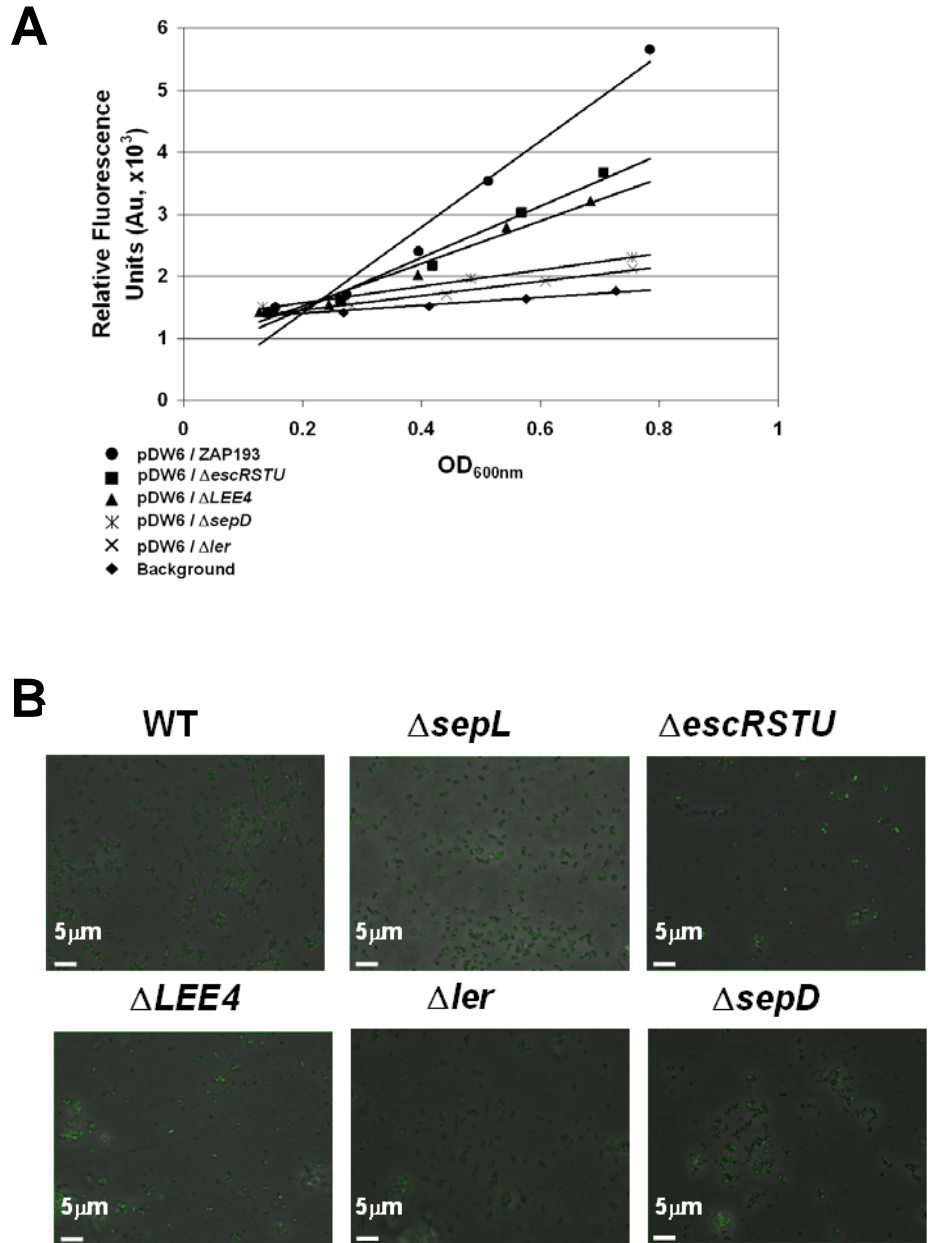 A
6
5
4
3
2
1
0
Relative Fluorescence
Units (Au, x10³)
0 0.2 0.4 0.6 0.8 1
OD600nm
pDW6 / ZAP193
pDW6 / ΔescRSTU
pDW6 / ΔLEE4
pDW6 / ΔsepD
pDW6 / Δler
Background
B
WT ΔsepL ΔescRSTU
5μm 5μm 5μm
ΔLEE4 Δler ΔsepD
5μm 5μm 5μm